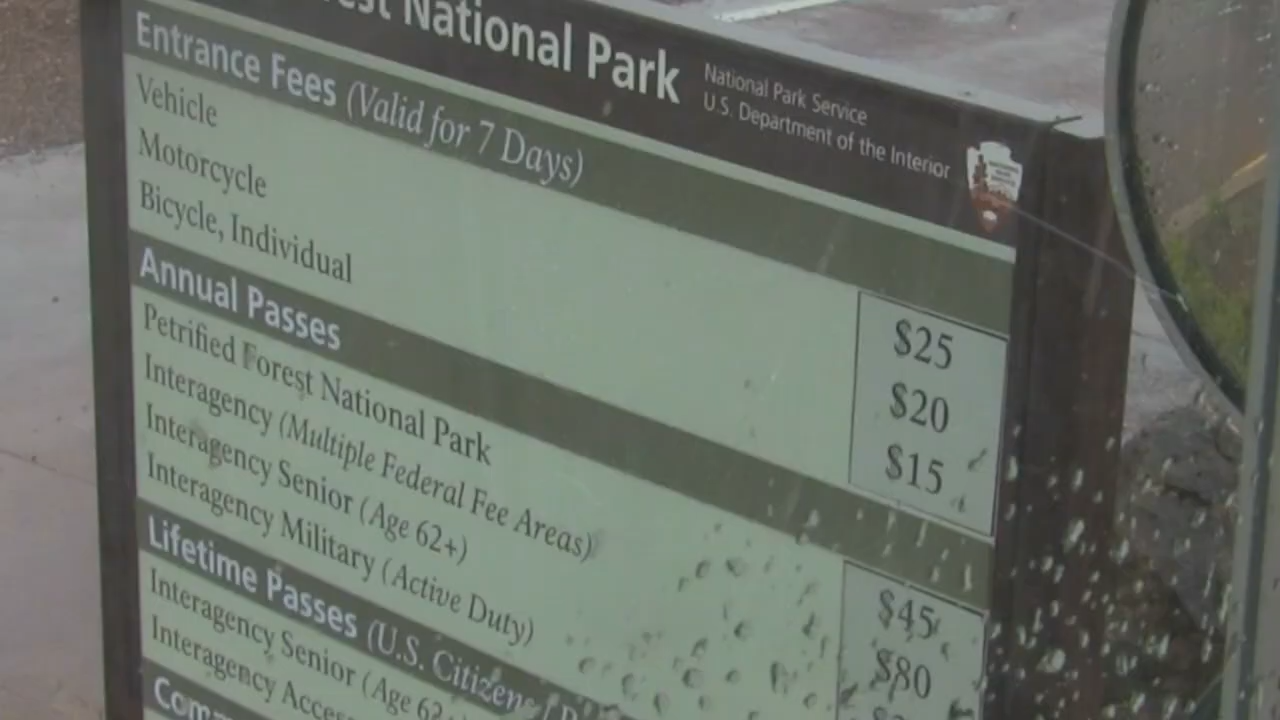 National Park
National Park Service
U.S. Department of the Interior
Entrance Fees (Valid for 7 Days)
Vehicle $25
Motorcycle $20
Bicycle, Individual $15
Annual Passes
Petrified Forest National Park $45
Interagency (Multiple Federal Fee Areas) $80
Interagency Senior (Age 62+)
Interagency Military (Active Duty)
Lifetime Passes (U.S. Citizens
Interagency Senior (Age 62+
Interagency